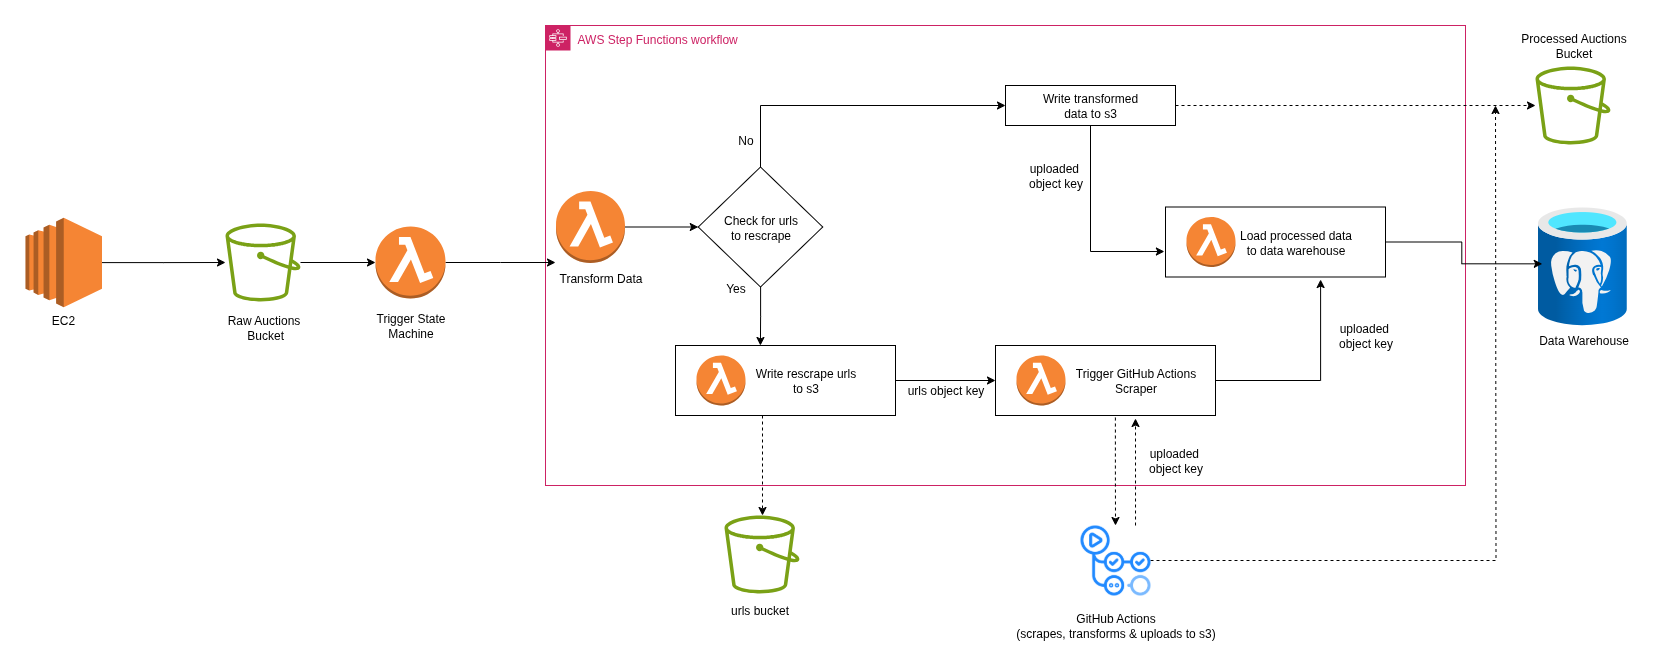 AWS Step Functions workflow
Processed Auctions
Bucket
Write transformed
data to s3
No
uploaded
object key
Check for urls
to rescrape
Load processed data
to data warehouse
Transform Data
Yes
EC2
Raw Auctions
Bucket
Trigger State
Machine
uploaded
object key
Data Warehouse
Write rescrape urls
to s3
urls object key
Trigger GitHub Actions
Scraper
uploaded
object key
urls bucket
GitHub Actions
(scrapes, transforms & uploads to s3)